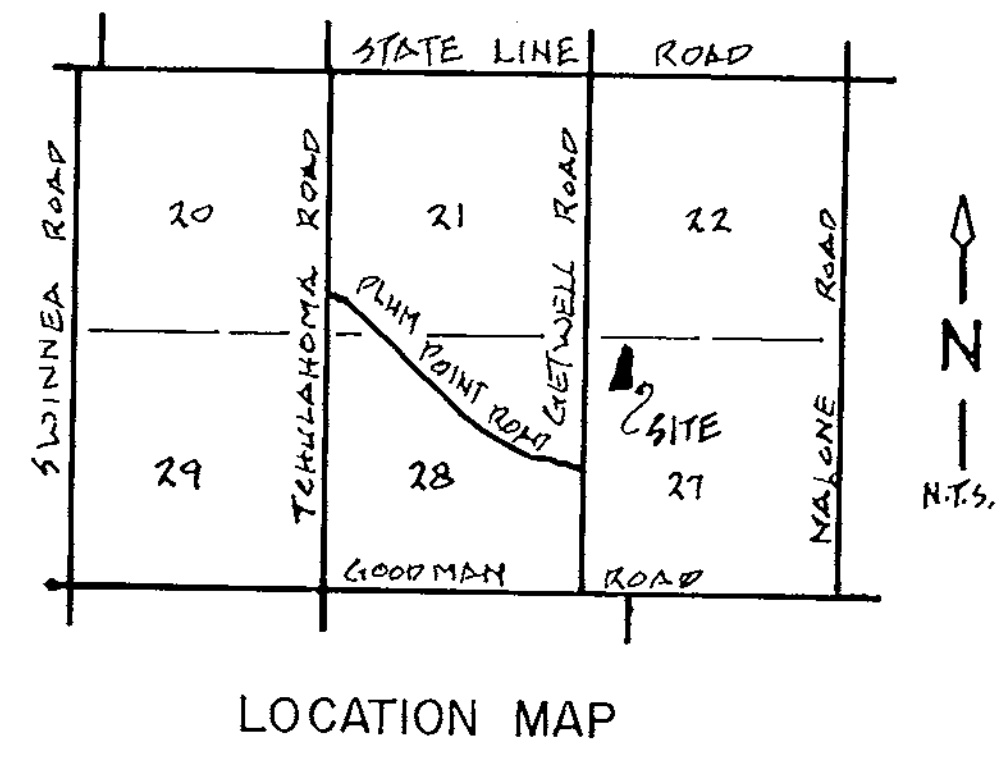 STATE LINE ROAD
SWINNEA ROAD
TCHULAHOMA ROAD
GETWELL ROAD
MALONE ROAD
20
21
22
PLUM POINT ROAD
N
SITE
29
28
27
N.T.S.
GOODMAN ROAD
LOCATION MAP